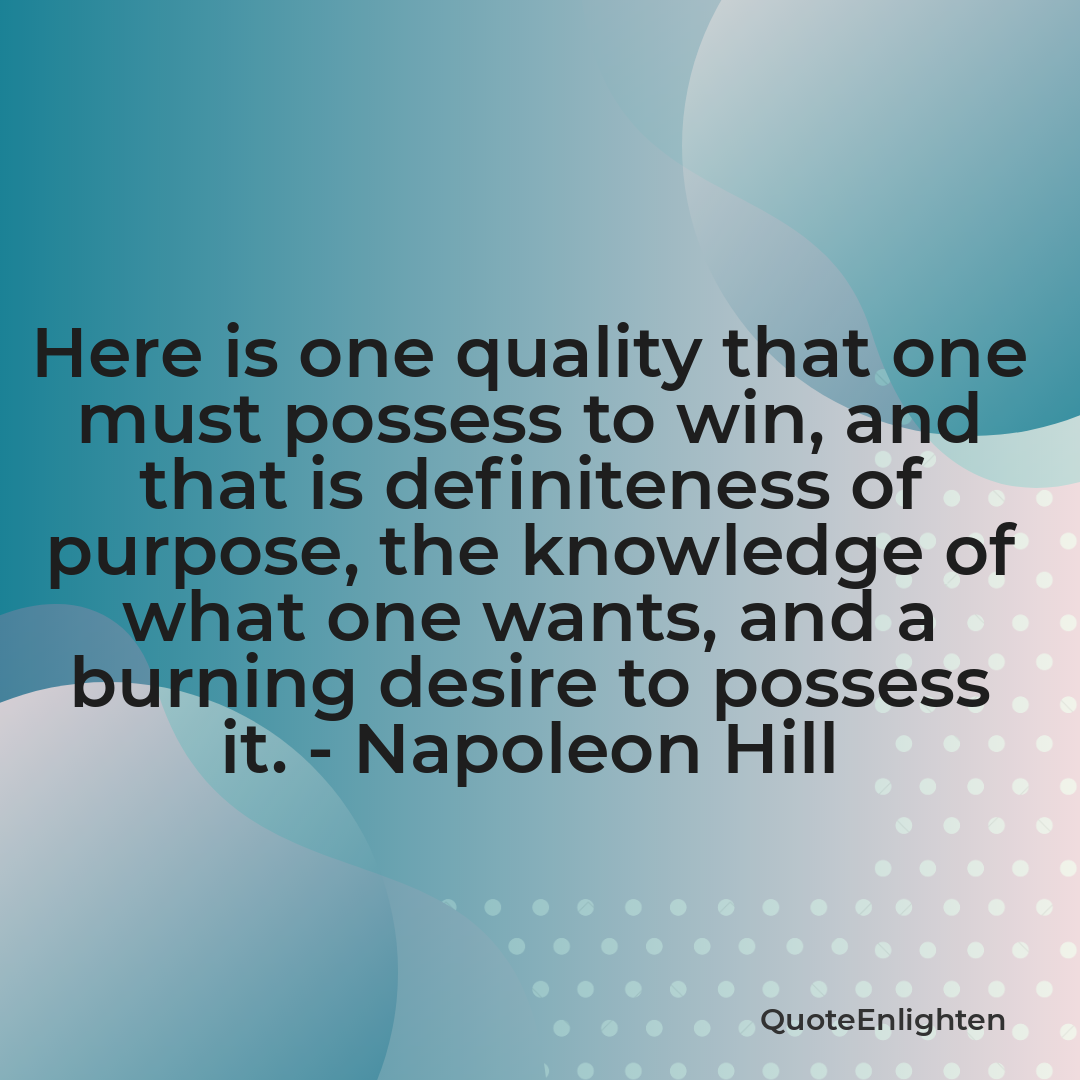 Here is one quality that one
must possess to win, and
that is definiteness of
purpose, the knowledge of
what one wants, and a
burning desire to possess
it. - Napoleon Hill
QuoteEnlighten